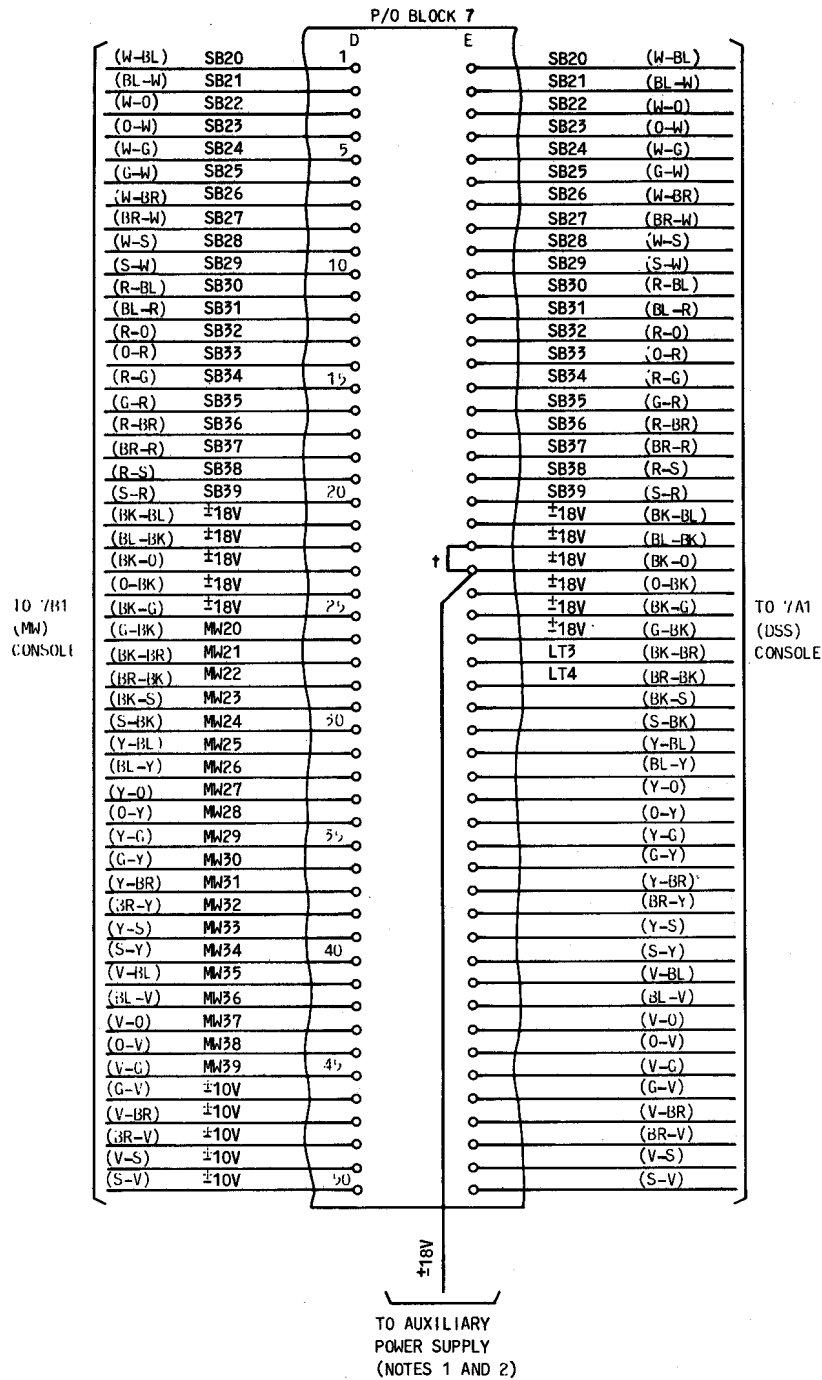 P/O BLOCK 7
D E
(W-BL) SB20 1 SB20 (W-BL)
(BL-W) SB21 SB21 (BL-W)
(W-O) SB22 SB22 (W-O)
(O-W) SB23 SB23 (O-W)
(W-G) SB24 5 SB24 (W-G)
(G-W) SB25 SB25 (G-W)
(W-BR) SB26 SB26 (W-BR)
(BR-W) SB27 SB27 (BR-W)
(W-S) SB28 SB28 (W-S)
(S-W) SB29 10 SB29 (S-W)
(R-BL) SB30 SB30 (R-BL)
(BL-R) SB31 SB31 (BL-R)
(R-O) SB32 SB32 (R-O)
(O-R) SB33 SB33 (O-R)
(R-G) SB34 15 SB34 (R-G)
(G-R) SB35 SB35 (G-R)
(R-BR) SB36 SB36 (R-BR)
(BR-R) SB37 SB37 (BR-R)
(R-S) SB38 SB38 (R-S)
(S-R) SB39 20 SB39 (S-R)
(BK-BL) ±18V ±18V (BK-BL)
(BL-BK) ±18V ±18V (BL-BK)
(BK-O) ±18V † ±18V (BK-O)
(O-BK) ±18V ±18V (O-BK)
(BK-G) ±18V 25 ±18V (BK-G)
(G-BK) MW20 ±18V (G-BK)
(BK-BR) MW21 LT3 (BK-BR)
(BR-BK) MW22 LT4 (BR-BK)
(BK-S) MW23 (BK-S)
(S-BK) MW24 30 (S-BK)
(Y-BL) MW25 (Y-BL)
(BL-Y) MW26 (BL-Y)
(Y-O) MW27 (Y-O)
(O-Y) MW28 (O-Y)
(Y-G) MW29 35 (Y-G)
(G-Y) MW30 (G-Y)
(Y-BR) MW31 (Y-BR)
(BR-Y) MW32 (BR-Y)
(Y-S) MW33 (Y-S)
(S-Y) MW34 40 (S-Y)
(V-BL) MW35 (V-BL)
(BL-V) MW36 (BL-V)
(V-O) MW37 (V-O)
(O-V) MW38 (O-V)
(V-G) MW39 45 (V-G)
(G-V) ±10V (G-V)
(V-BR) ±10V (V-BR)
(BR-V) ±10V (BR-V)
(V-S) ±10V (V-S)
(S-V) ±10V 50 (S-V)
TO 7B1
(MW)
CONSOLE
TO 7A1
(DSS)
CONSOLE
±18V
TO AUXILIARY
POWER SUPPLY
(NOTES 1 AND 2)